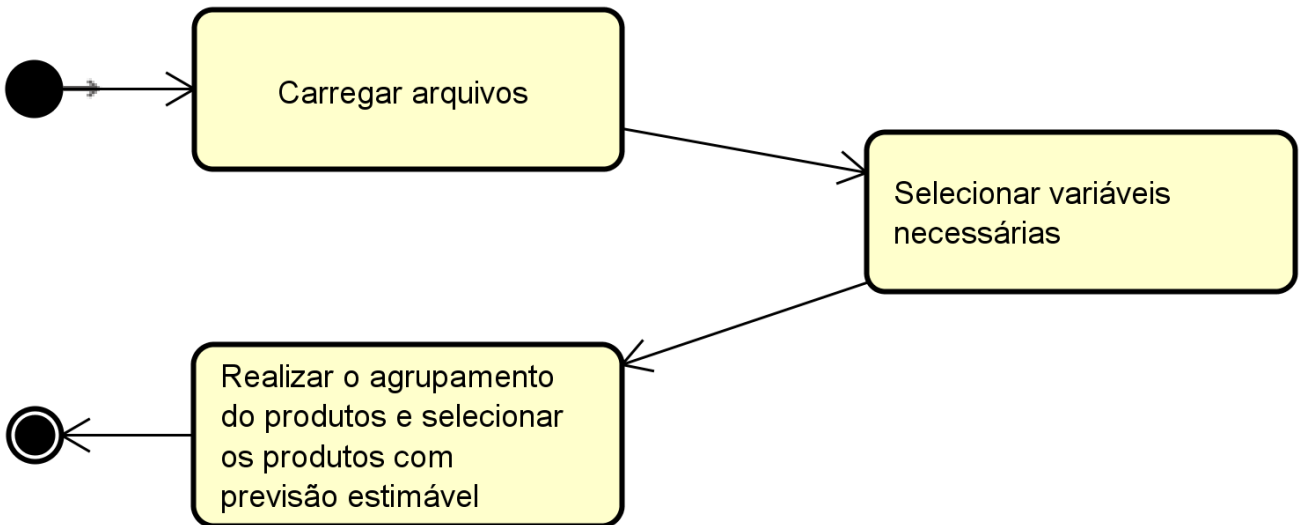 Carregar arquivos
Selecionar variáveis
necessárias
Realizar o agrupamento
do produtos e selecionar
os produtos com
previsão estimável